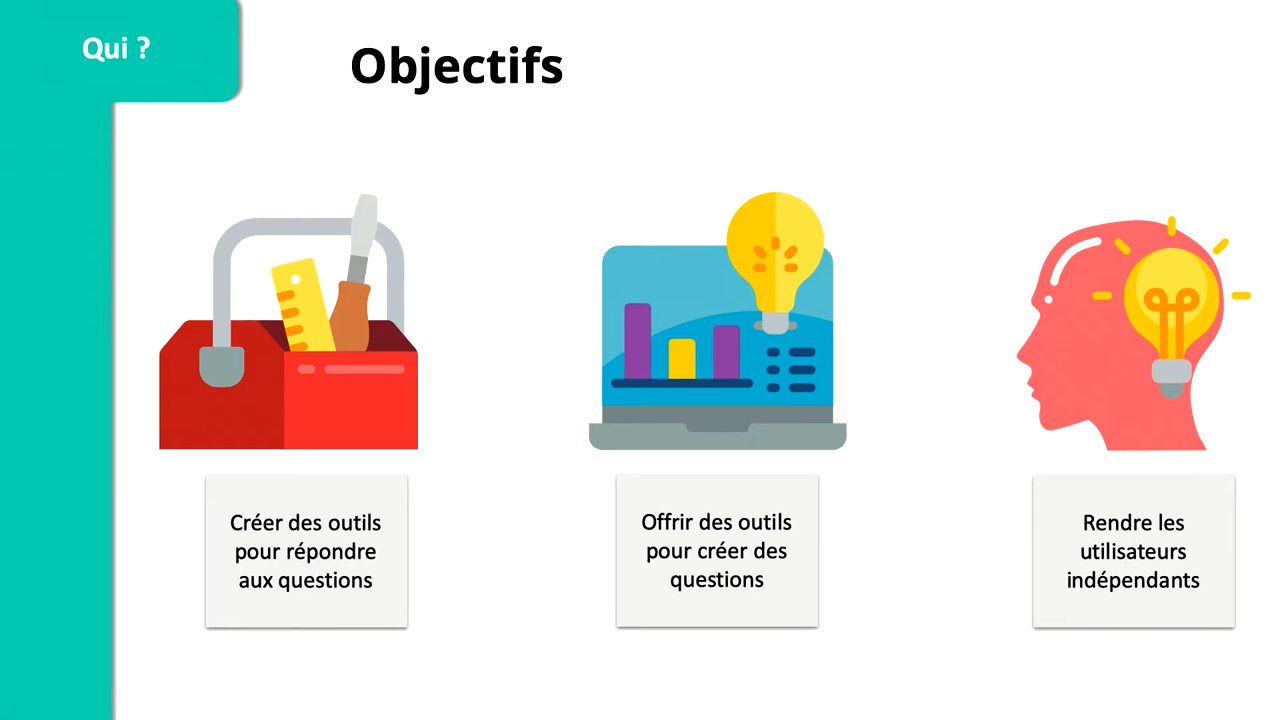 Qui ?
Objectifs
Créer des outils
pour répondre
aux questions
Offrir des outils
pour créer des
questions
Rendre les
utilisateurs
indépendants